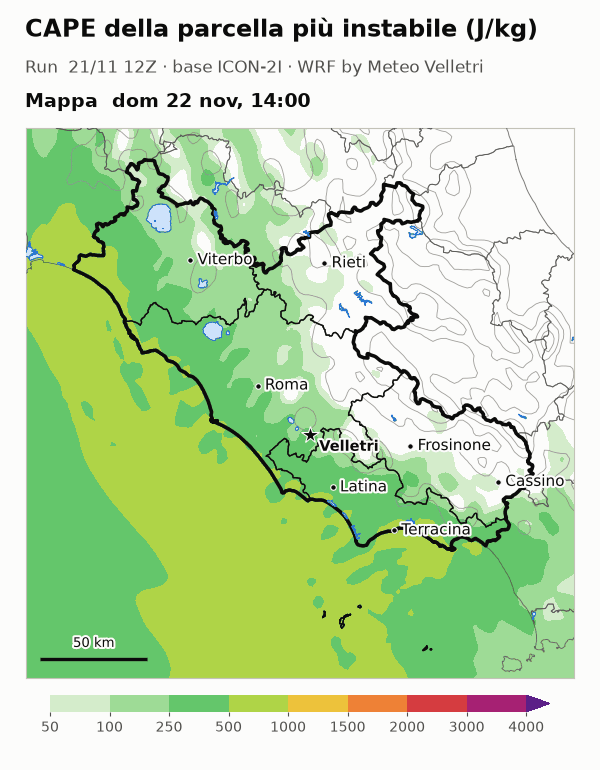 CAPE della parcella più instabile (J/kg)
Run 21/11 12Z · base ICON-2I · WRF by Meteo Velletri
Mappa dom 22 nov, 14:00
Viterbo
Rieti
Roma
Velletri
Frosinone
Cassino
Latina
Terracina
50 km
50 100 250 500 1000 1500 2000 3000 4000